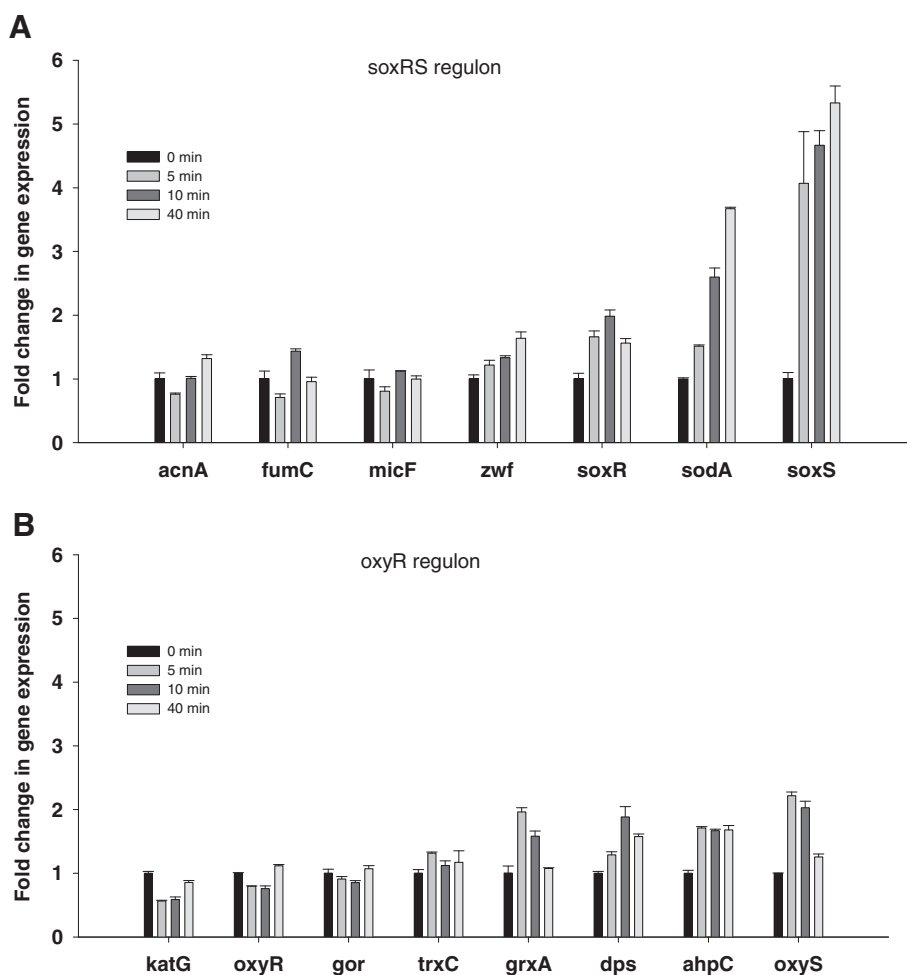 A
soxRS regulon
Fold change in gene expression
6
5
4
3
2
1
0
0 min
5 min
10 min
40 min
acnA fumC micF zwf soxR sodA soxS
B
oxyR regulon
Fold change in gene expression
6
5
4
3
2
1
0
0 min
5 min
10 min
40 min
katG oxyR gor trxC grxA dps ahpC oxyS